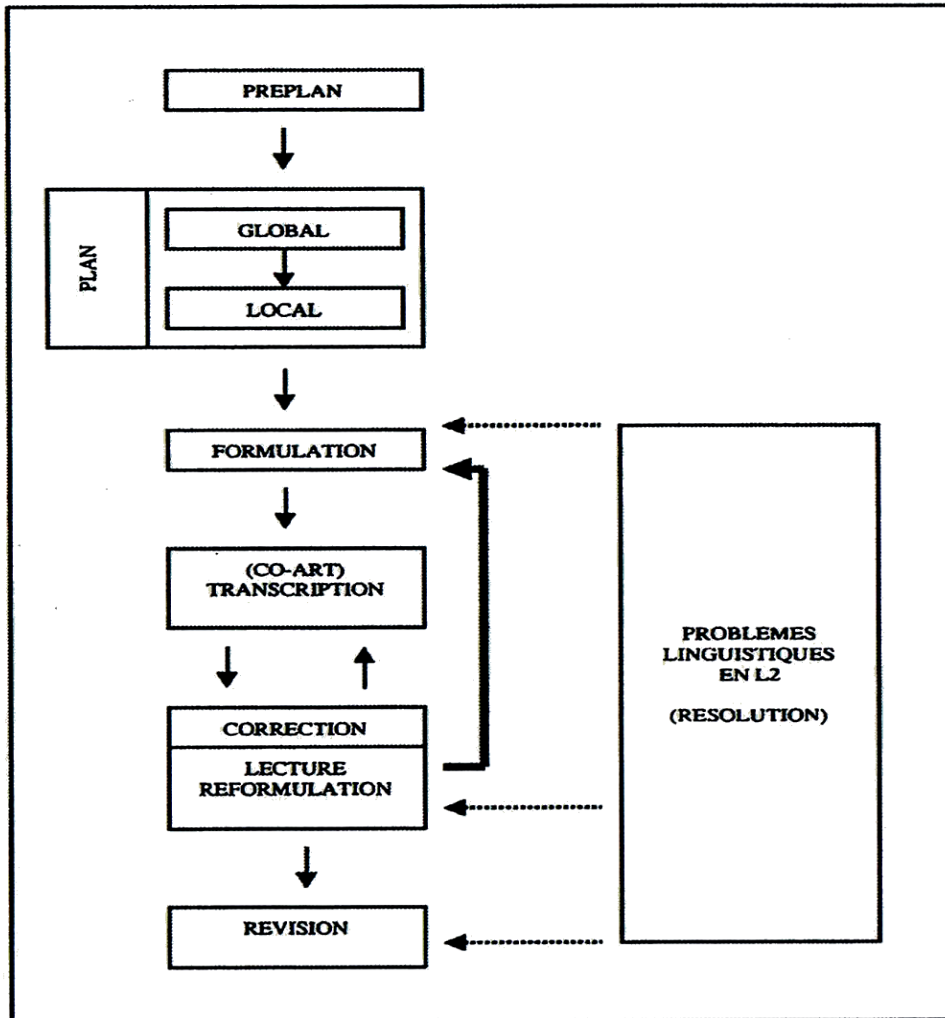 PREPLAN
PLAN
GLOBAL
LOCAL
FORMULATION
(CO-ART)
TRANSCRIPTION
CORRECTION
LECTURE
REFORMULATION
REVISION
PROBLEMES
LINGUISTIQUES
EN L2
(RESOLUTION)